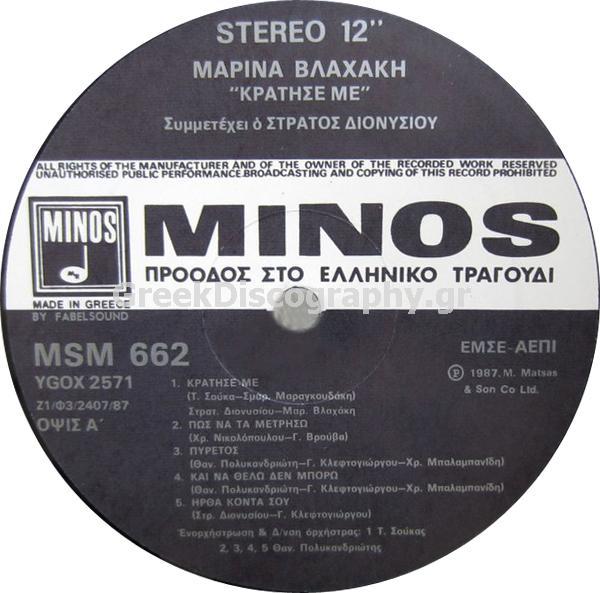 STEREO 12"
ΜΑΡΙΝΑ ΒΛΑΧΑΚΗ
"ΚΡΑΤΗΣΕ ΜΕ"
Συμμετέχει ὁ ΣΤΡΑΤΟΣ ΔΙΟΝΥΣΙΟΥ
ALL RIGHTS OF THE MANUFACTURER AND OF THE OWNER OF THE RECORDED WORK RESERVED
UNAUTHORISED PUBLIC PERFORMANCE.BROADCASTING AND COPYING OF THIS RECORD PROHIBITED
MINOS
MINOS
ΠΡΟΟΔΟΣ ΣΤΟ ΕΛΛΗΝΙΚΟ ΤΡΑΓΟΥΔΙ
GreekDiscography.gr
MADE IN GREECE
BY FABELSOUND
MSM 662
ΕΜΣΕ-ΑΕΠΙ
YGOX 2571
Ⓟ 1987, M. Matsas
& Son Co Ltd.
Ζ1/Φ3/2407/87
ΟΨΙΣ Α΄
1. ΚΡΑΤΗΣΕ ΜΕ
(Τ. Σούκα–Σμαρ. Μαραγκουδάκη)
Στρατ. Διονυσίου–Μαρ. Βλαχάκη
2. ΠΩΣ ΝΑ ΤΑ ΜΕΤΡΗΣΩ
(Χρ. Νικολόπουλου–Γ. Βρούβα)
3. ΠΥΡΕΤΟΣ
(Θαν. Πολυκανδριώτη–Γ. Κλεφτογιώργου–Χρ. Μπαλαμπανίδη)
4. ΚΑΙ ΝΑ ΘΕΛΩ ΔΕΝ ΜΠΟΡΩ
(Θαν. Πολυκανδριώτη–Γ. Κλεφτογιώργου–Χρ. Μπαλαμπανίδη)
5. ΗΡΘΑ ΚΟΝΤΑ ΣΟΥ
(Στρ. Διονυσίου–Γ. Κλεφτογιώργου)
Ἐνορχήστρωση & Δ/νση ὀρχήστρας: 1 Τ. Σούκας
2, 3, 4, 5 Θαν. Πολυκανδριώτης